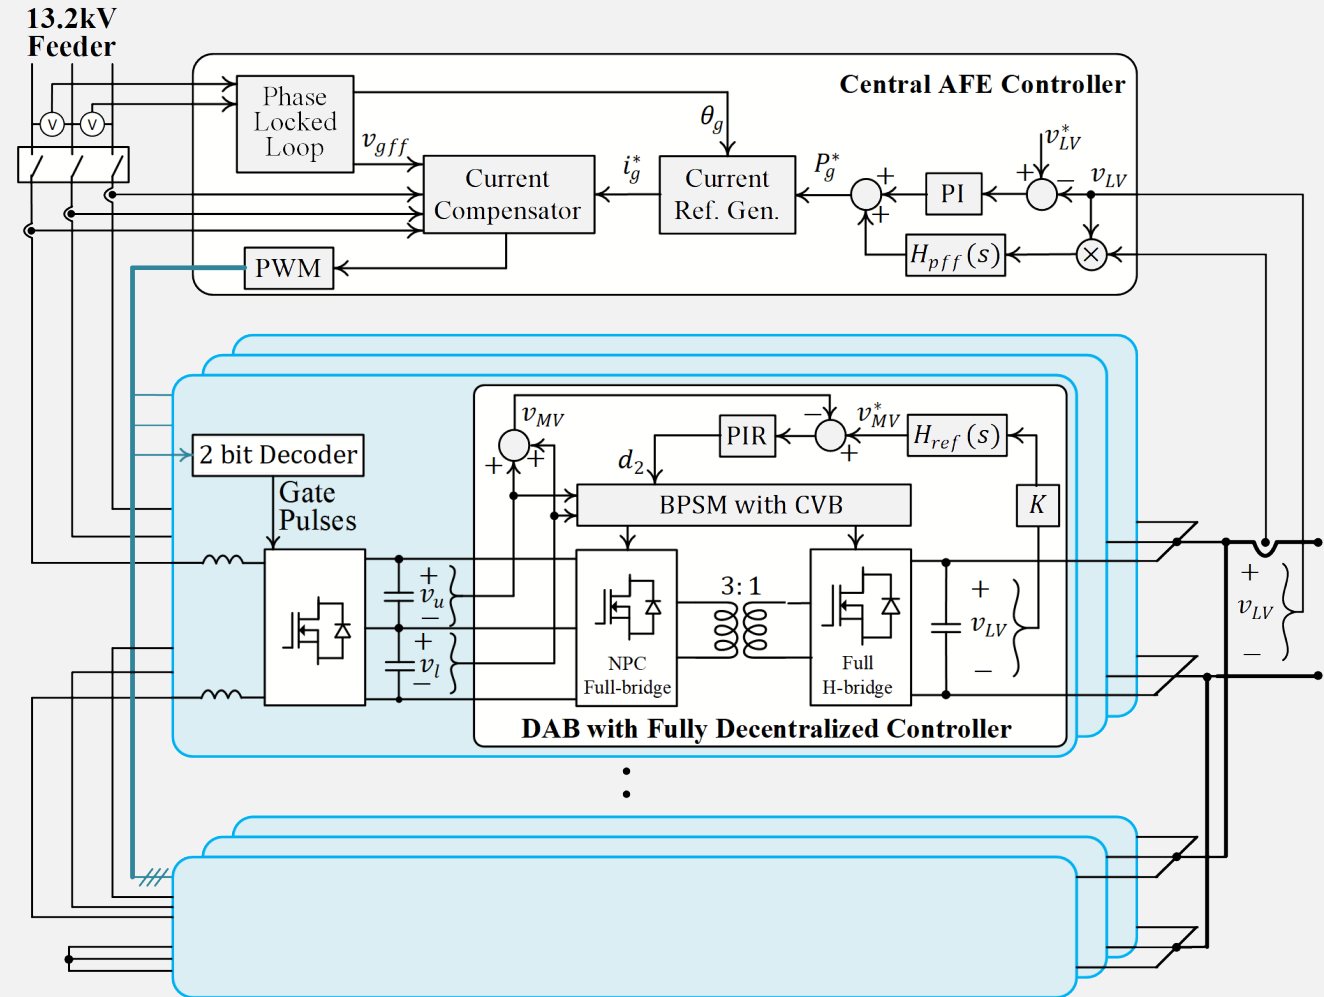 13.2kV
Feeder
Central AFE Controller
V
V
Phase
Locked
Loop
θ_g
v_gff
Current
Compensator
i_g^*
Current
Ref. Gen.
P_g^*
+
+
PI
+
−
v_LV^*
v_LV
H_pff(s)
×
PWM
2 bit Decoder
Gate
Pulses
v_MV
+
+
−
+
v_MV^*
PIR
H_ref(s)
d_2
BPSM with CVB
K
+
v_u
−
+
v_l
−
3:1
NPC
Full-bridge
Full
H-bridge
+
v_LV
−
+
v_LV
−
DAB with Fully Decentralized Controller